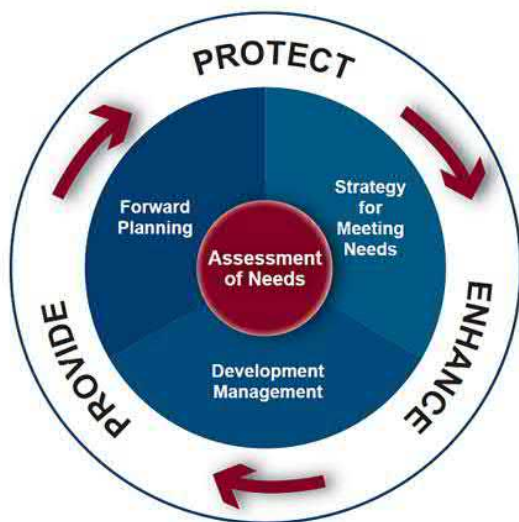 PROTECT
Forward
Planning
Strategy
for
Meeting
Needs
Assessment
of Needs
Development
Management
ENHANCE
PROVIDE